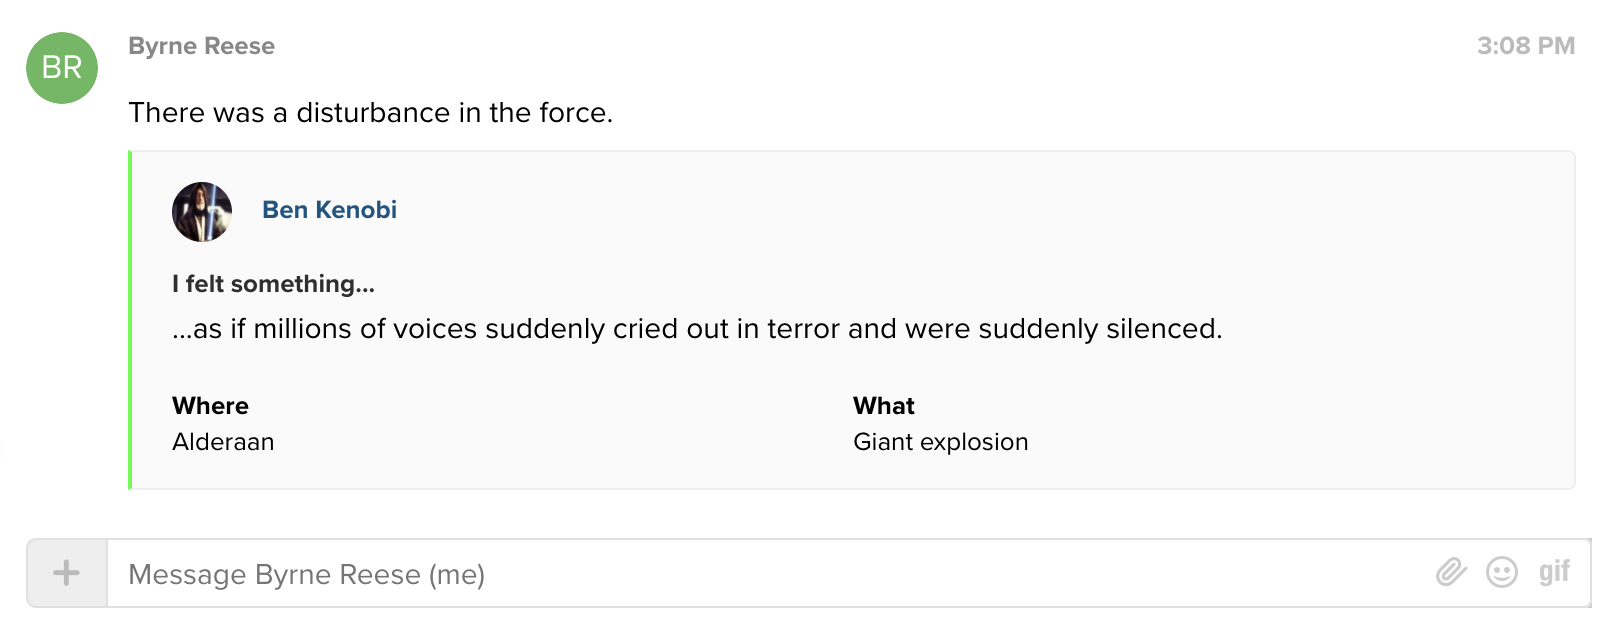 BR
Byrne Reese
3:08 PM
There was a disturbance in the force.
Ben Kenobi
I felt something...
...as if millions of voices suddenly cried out in terror and were suddenly silenced.
Where
What
Alderaan
Giant explosion
Message Byrne Reese (me)
gif